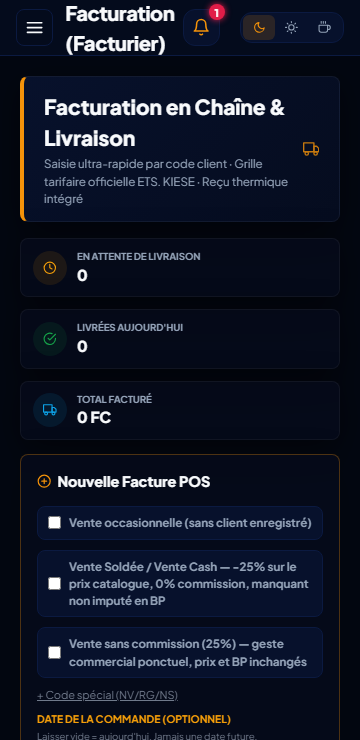 Facturation
(Facturier)
1
Facturation en Chaîne &
Livraison
Saisie ultra-rapide par code client · Grille
tarifaire officielle ETS. KIESE · Reçu thermique
intégré
EN ATTENTE DE LIVRAISON
0
LIVRÉES AUJOURD'HUI
0
TOTAL FACTURÉ
0 FC
Nouvelle Facture POS
Vente occasionnelle (sans client enregistré)
Vente Soldée / Vente Cash — -25% sur le
prix catalogue, 0% commission, manquant
non imputé en BP
Vente sans commission (25%) — geste
commercial ponctuel, prix et BP inchangés
+ Code spécial (NV/RG/NS)
DATE DE LA COMMANDE (OPTIONNEL)
Laisser vide = aujourd'hui. Jamais une date future.